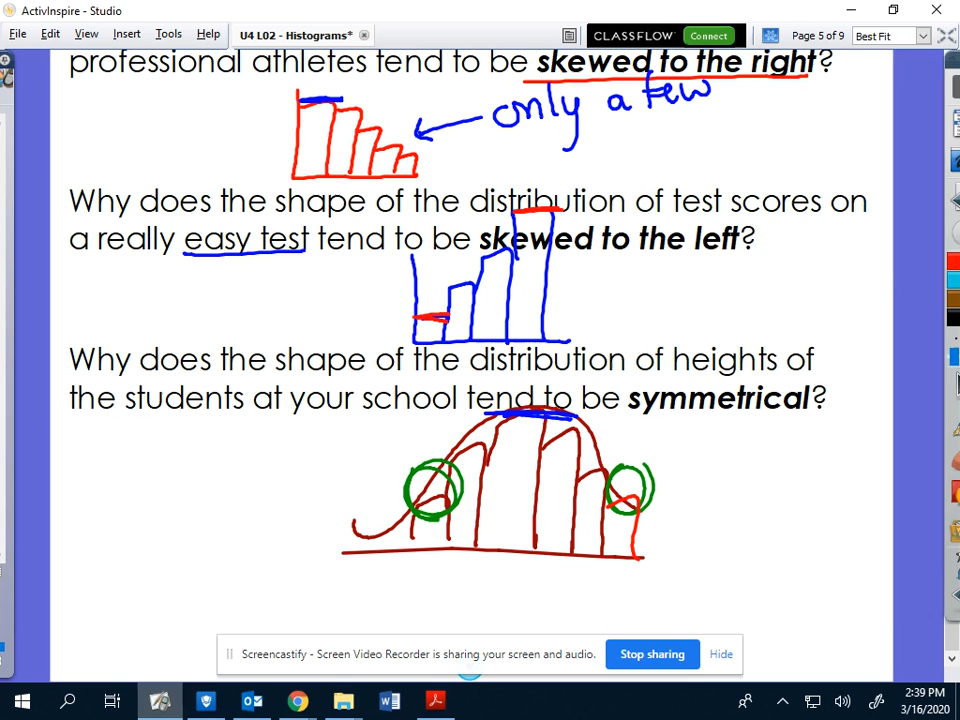 ActivInspire - Studio
File Edit View Insert Tools Help U4 L02 - Histograms* CLASSFLOW Connect Page 5 of 9 Best Fit
professional athletes tend to be skewed to the right?
only a few
Why does the shape of the distribution of test scores on
a really easy test tend to be skewed to the left?
Why does the shape of the distribution of heights of
the students at your school tend to be symmetrical?
Screencastify - Screen Video Recorder is sharing your screen and audio. Stop sharing Hide
2:39 PM
3/16/2020